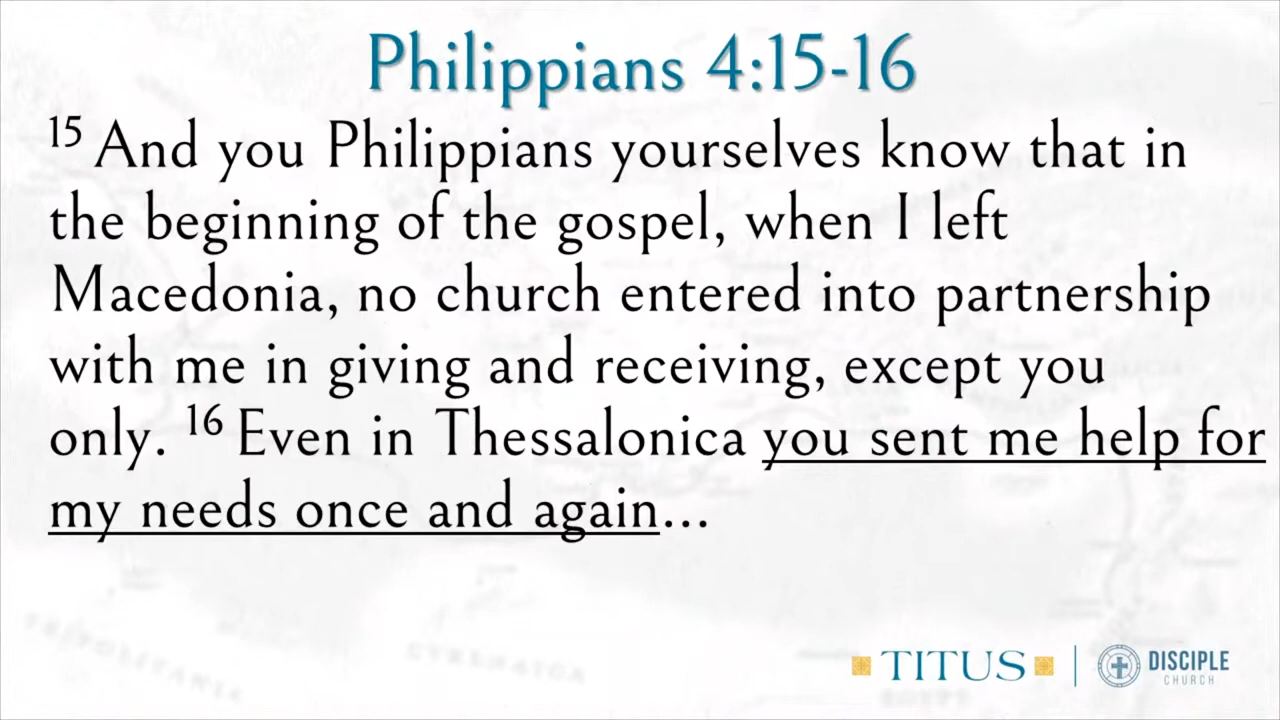 Philippians 4:15-16
15 And you Philippians yourselves know that in
the beginning of the gospel, when I left
Macedonia, no church entered into partnership
with me in giving and receiving, except you
only. 16 Even in Thessalonica you sent me help for
my needs once and again...
TRIPOLITANIA
EGYPT
TITUS
DISCIPLE
CHURCH